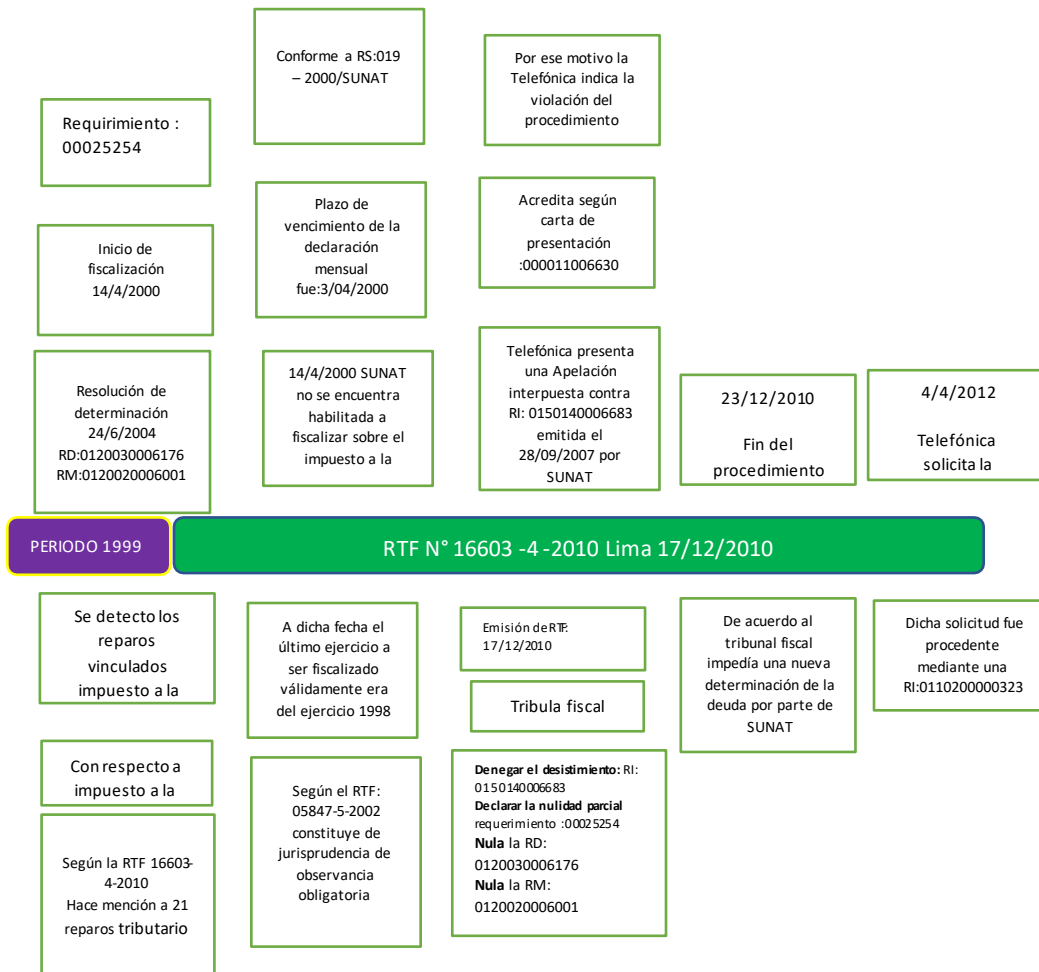 Requirimiento :
00025254
Inicio de
fiscalización
14/4/2000
Resolución de
determinación
24/6/2004
RD:0120030006176
RM:0120020006001
Conforme a RS:019
– 2000/SUNAT
Plazo de
vencimiento de la
declaración
mensual
fue:3/04/2000
14/4/2000 SUNAT
no se encuentra
habilitada a
fiscalizar sobre el
impuesto a la
Por ese motivo la
Telefónica indica la
violación del
procedimiento
Acredita según
carta de
presentación
:000011006630
Telefónica presenta
una Apelación
interpuesta contra
RI: 0150140006683
emitida el
28/09/2007 por
SUNAT
23/12/2010
Fin del
procedimiento
4/4/2012
Telefónica
solicita la
PERIODO 1999
RTF N° 16603 -4 -2010 Lima 17/12/2010
Se detecto los
reparos
vinculados
impuesto a la
Con respecto a
impuesto a la
Según la RTF 16603-
4-2010
Hace mención a 21
reparos tributario
A dicha fecha el
último ejercicio a
ser fiscalizado
válidamente era
del ejercicio 1998
Según el RTF:
05847-5-2002
constituye de
jurisprudencia de
observancia
obligatoria
Emisión de RTF:
17/12/2010
Tribula fiscal
Denegar el desistimiento: RI:
0150140006683
Declarar la nulidad parcial
requerimiento :00025254
Nula la RD:
0120030006176
Nula la RM:
0120020006001
De acuerdo al
tribunal fiscal
impedía una nueva
determinación de la
deuda por parte de
SUNAT
Dicha solicitud fue
procedente
mediante una
RI:0110200000323